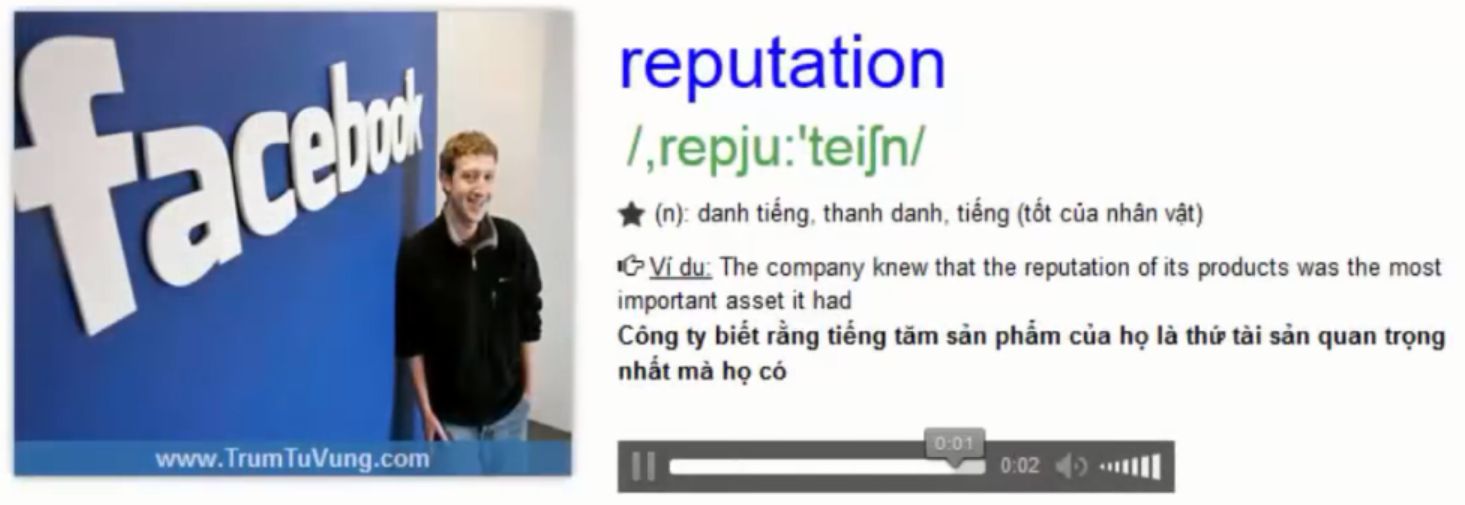 facebook
www.TrumTuVung.com
reputation
/,repju:'teiʃn/
(n): danh tiếng, thanh danh, tiếng (tốt của nhân vật)
Ví dụ: The company knew that the reputation of its products was the most
important asset it had
Công ty biết rằng tiếng tăm sản phẩm của họ là thứ tài sản quan trọng
nhất mà họ có
0:01
0:02